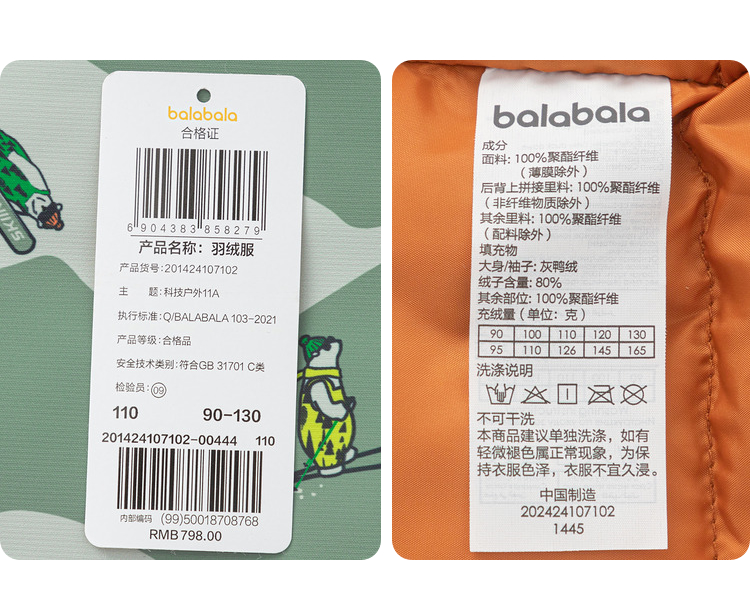 balabala
合格证
6 904383 858279
产品名称：羽绒服
产品货号：201424107102
主　　题：科技户外11A
执行标准：Q/BALABALA 103-2021
产品等级：合格品
安全技术类别：符合GB 31701 C类
检验员：09
110 90-130
201424107102-00444 110
内部编码 (99)50018708768
RMB798.00
SKIIN
balabala
成分
面料：100%聚酯纤维
（薄膜除外）
后背上拼接里料：100%聚酯纤维
（非纤维物质除外）
其余里料：100%聚酯纤维
（配料除外）
填充物
大身/袖子：灰鸭绒
绒子含量：80%
其余部位：100%聚酯纤维
充绒量（单位：克）
90 100 110 120 130
95 110 126 145 165
洗涤说明
不可干洗
本商品建议单独洗涤，如有
轻微褪色属正常现象，为保
持衣服色泽，衣服不宜久浸。
中国制造
202424107102
1445